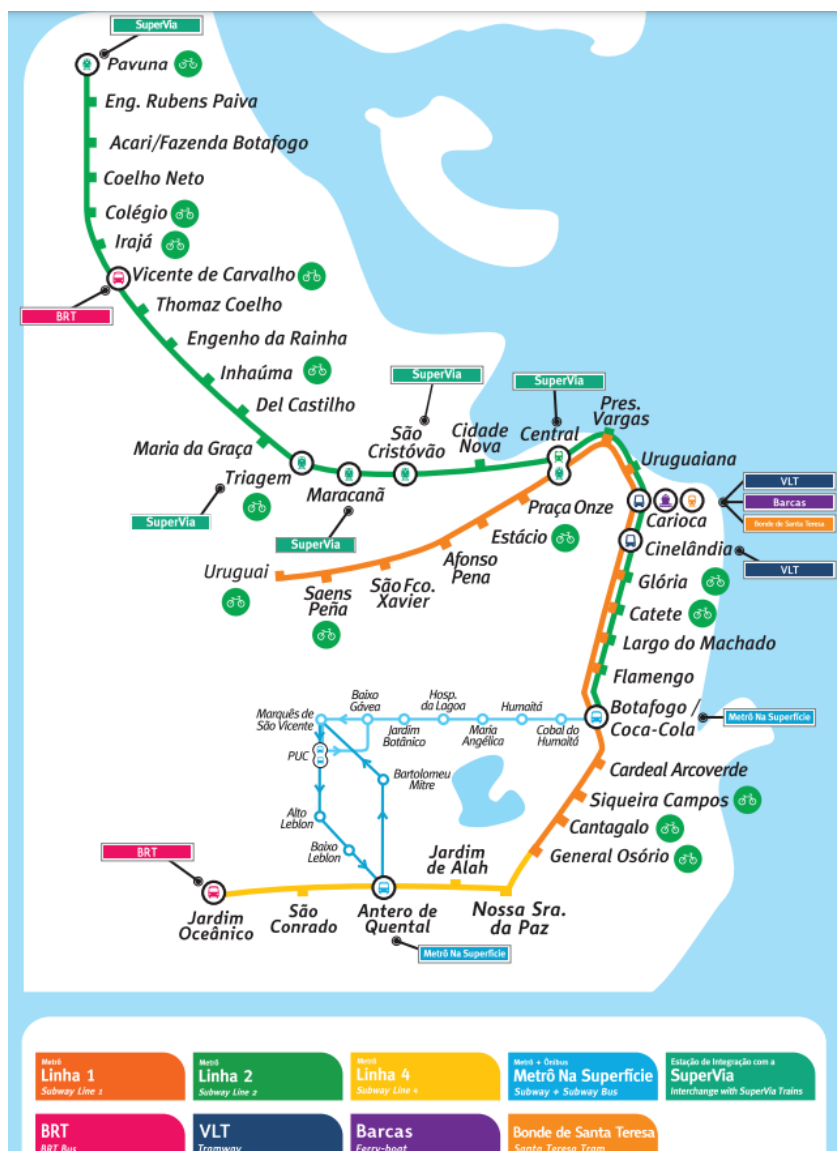 SuperVia
Pavuna
Eng. Rubens Paiva
Acari/Fazenda Botafogo
Coelho Neto
Colégio
Irajá
Vicente de Carvalho
BRT
Thomaz Coelho
Engenho da Rainha
Inhaúma
Del Castilho
Maria da Graça
Triagem
SuperVia
Maracanã
SuperVia
SuperVia
São
Cristóvão
Cidade
Nova
SuperVia
Central
Pres.
Vargas
Uruguaiana
VLT
Barcas
Bonde de Santa Teresa
Carioca
Cinelândia
VLT
Praça Onze
Estácio
Afonso
Pena
São Fco.
Xavier
Saens
Peña
Uruguai
Glória
Catete
Largo do Machado
Flamengo
Botafogo /
Coca-Cola
Metrô Na Superfície
Marquês de
São Vicente
Baixo
Gávea
Jardim
Botânico
Hosp.
da Lagoa
Maria
Angélica
Humaitá
Cobal do
Humaitá
PUC
Bartolomeu
Mitre
Alto
Leblon
Baixo
Leblon
Cardeal Arcoverde
Siqueira Campos
Cantagalo
General Osório
BRT
Jardim
Oceânico
São
Conrado
Antero de
Quental
Metrô Na Superfície
Jardim
de Alah
Nossa Sra.
da Paz
Metrô
Linha 1
Subway Line 1
Metrô
Linha 2
Subway Line 2
Metrô
Linha 4
Subway Line 4
Metrô + Ônibus
Metrô Na Superfície
Subway + Subway Bus
Estação de Integração com a
SuperVia
Interchange with SuperVia Trains
BRT
BRT Bus
VLT
Tramway
Barcas
Ferry-boat
Bonde de Santa Teresa
Santa Teresa Tram